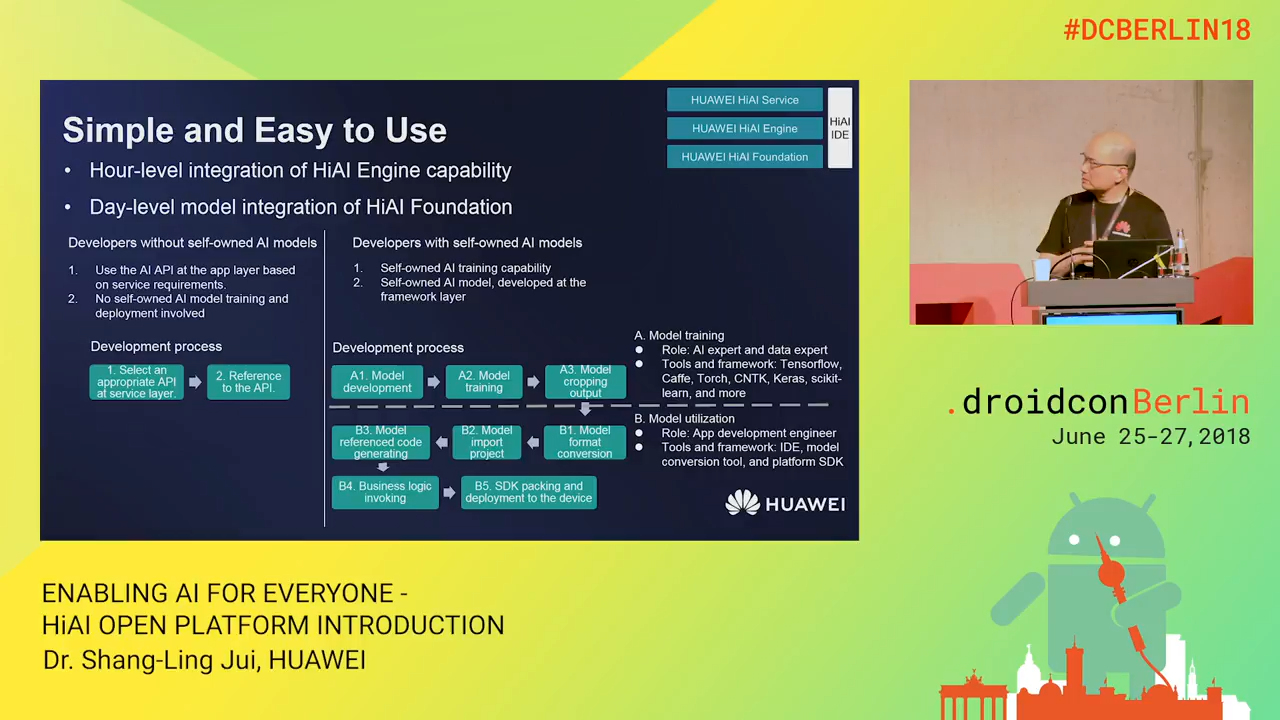 #DCBERLIN18
Simple and Easy to Use
• Hour-level integration of HiAI Engine capability
• Day-level model integration of HiAI Foundation
HUAWEI HiAI Service
HUAWEI HiAI Engine
HUAWEI HiAI Foundation
HiAI
IDE
Developers without self-owned AI models
1. Use the AI API at the app layer based
on service requirements.
2. No self-owned AI model training and
deployment involved
Development process
1. Select an
appropriate API
at service layer.
2. Reference
to the API.
Developers with self-owned AI models
1. Self-owned AI training capability
2. Self-owned AI model, developed at the
framework layer
Development process
A1. Model
development
A2. Model
training
A3. Model
cropping
output
B3. Model
referenced code
generating
B2. Model
import
project
B1. Model
format
conversion
B4. Business logic
invoking
B5. SDK packing and
deployment to the device
A. Model training
● Role: AI expert and data expert
● Tools and framework: Tensorflow,
Caffe, Torch, CNTK, Keras, scikit-
learn, and more
B. Model utilization
● Role: App development engineer
● Tools and framework: IDE, model
conversion tool, and platform SDK
HUAWEI
.droidconBerlin
June 25-27,2018
ENABLING AI FOR EVERYONE -
HiAI OPEN PLATFORM INTRODUCTION
Dr. Shang-Ling Jui, HUAWEI